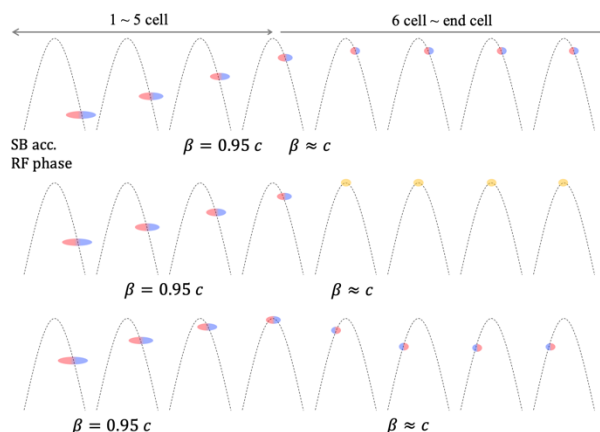 1 ~ 5 cell
6 cell ~ end cell
SB acc.
RF phase
β = 0.95 c
β ≈ c
β = 0.95 c
β ≈ c
β = 0.95 c
β ≈ c